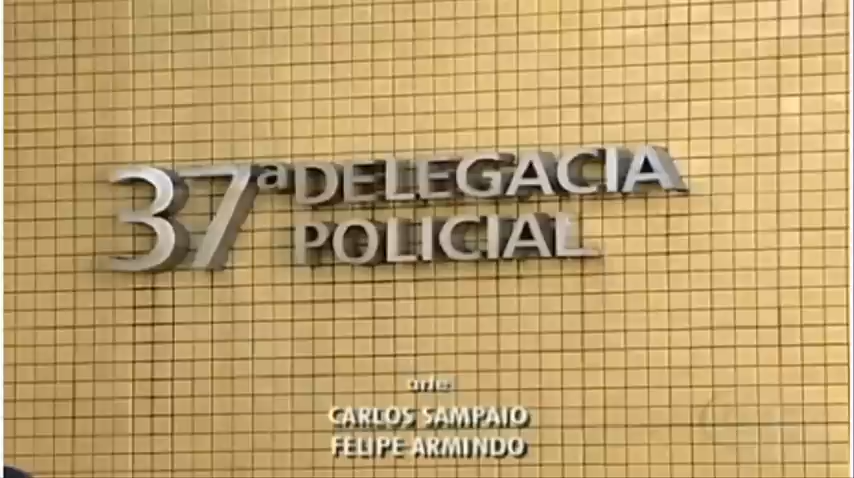 37ª DELEGACIA
POLICIAL
arte
CARLOS SAMPAIO
FELIPE ARMINDO